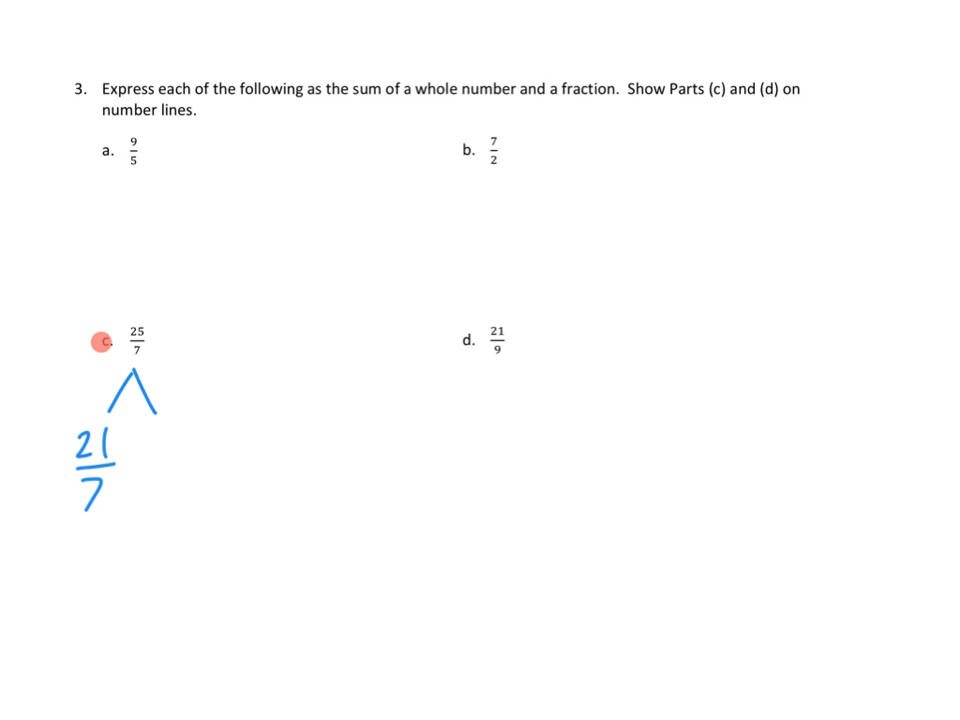 3. Express each of the following as the sum of a whole number and a fraction. Show Parts (c) and (d) on
number lines.
a. 9/5
b. 7/2
c. 25/7
d. 21/9
21/7